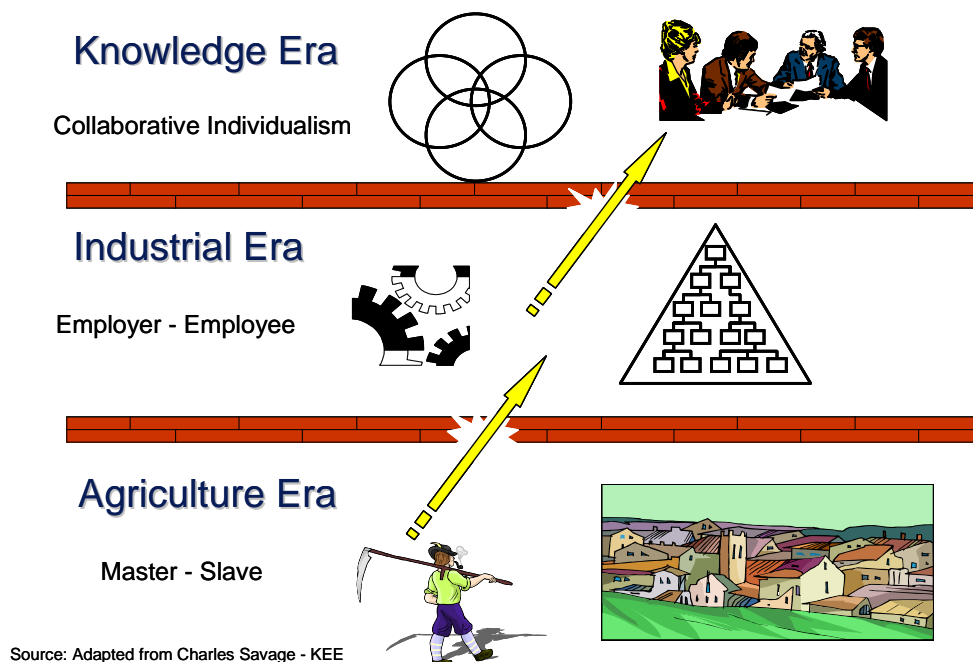 Knowledge Era
Collaborative Individualism
Industrial Era
Employer - Employee
Agriculture Era
Master - Slave
Source: Adapted from Charles Savage - KEE